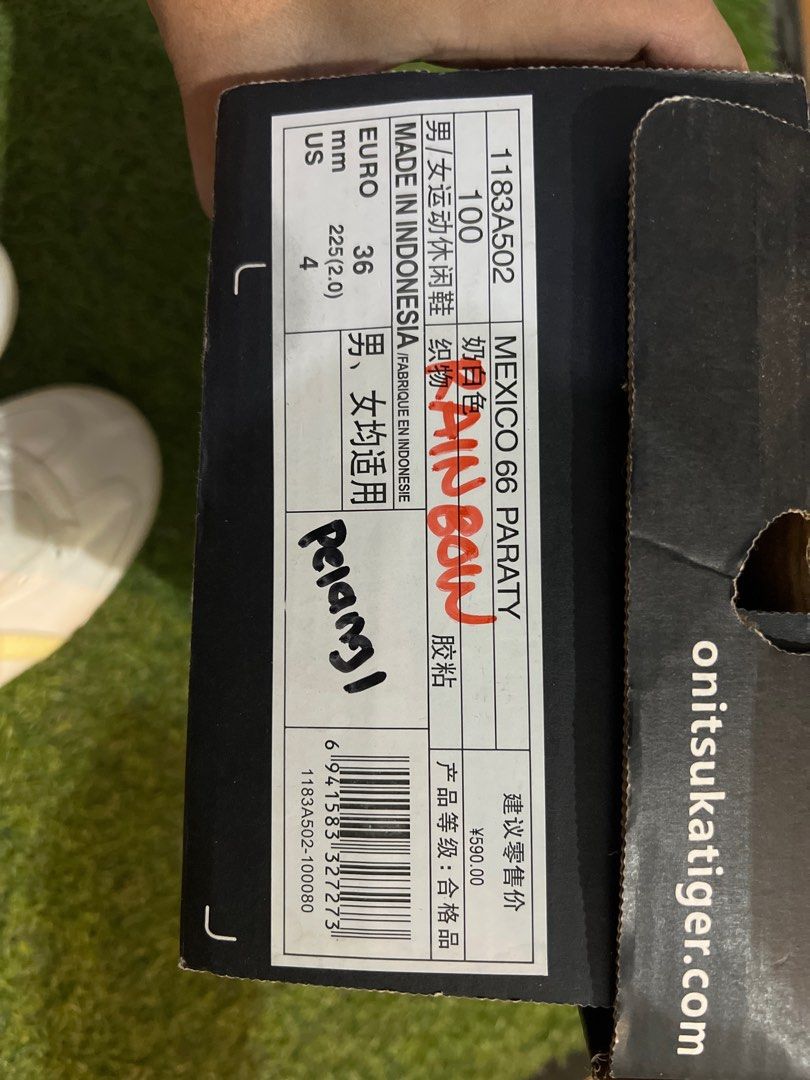 1183A502 MEXICO 66 PARATY 建议零售价
100 奶白色 ¥590.00
男/女运动休闲鞋 织物 胶粘 产品等级:合格品
RAINBOW
MADE IN INDONESIA /FABRIQUE EN INDONESIE
EURO 36
mm 225(2.0)
US 4
男、女均适用
Pelangi
6 941583 327273
1183A502-100080
onitsukatiger.com